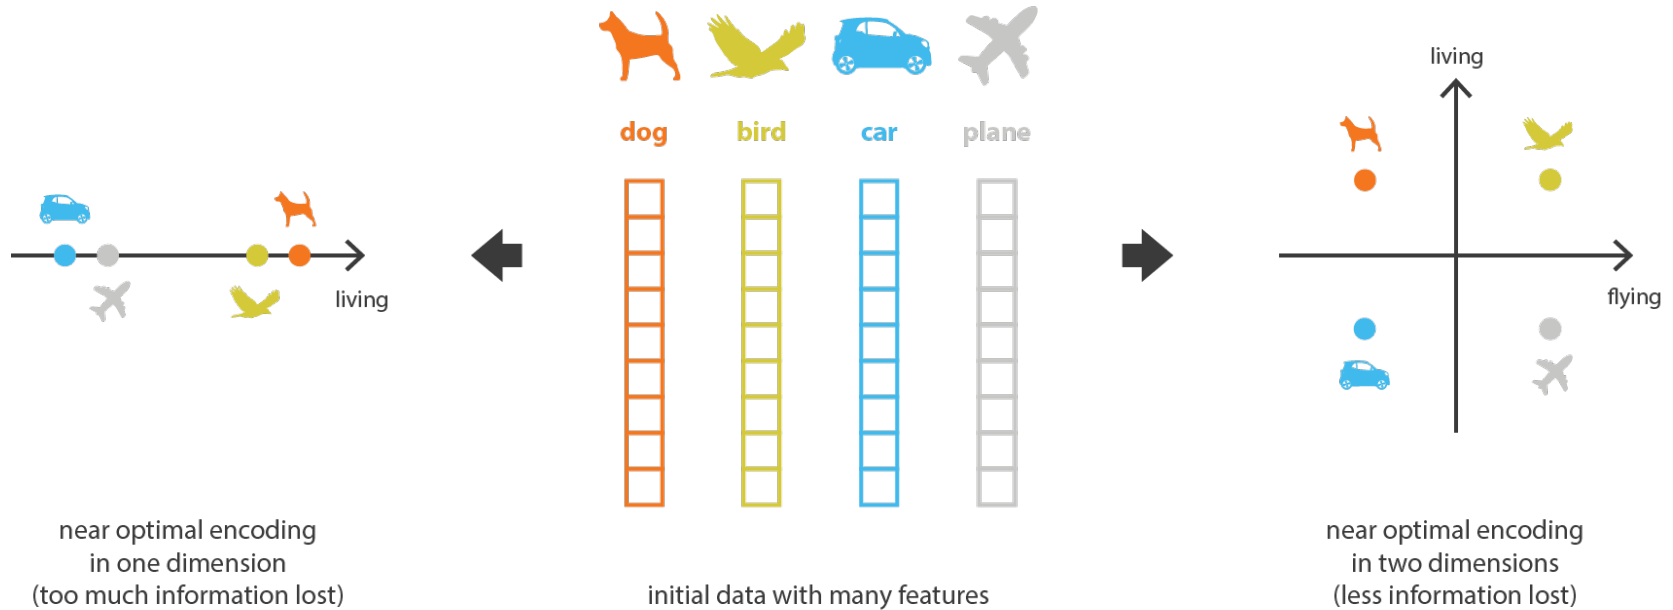 dog
bird
car
plane
living
living
flying
near optimal encoding
in one dimension
(too much information lost)
initial data with many features
near optimal encoding
in two dimensions
(less information lost)